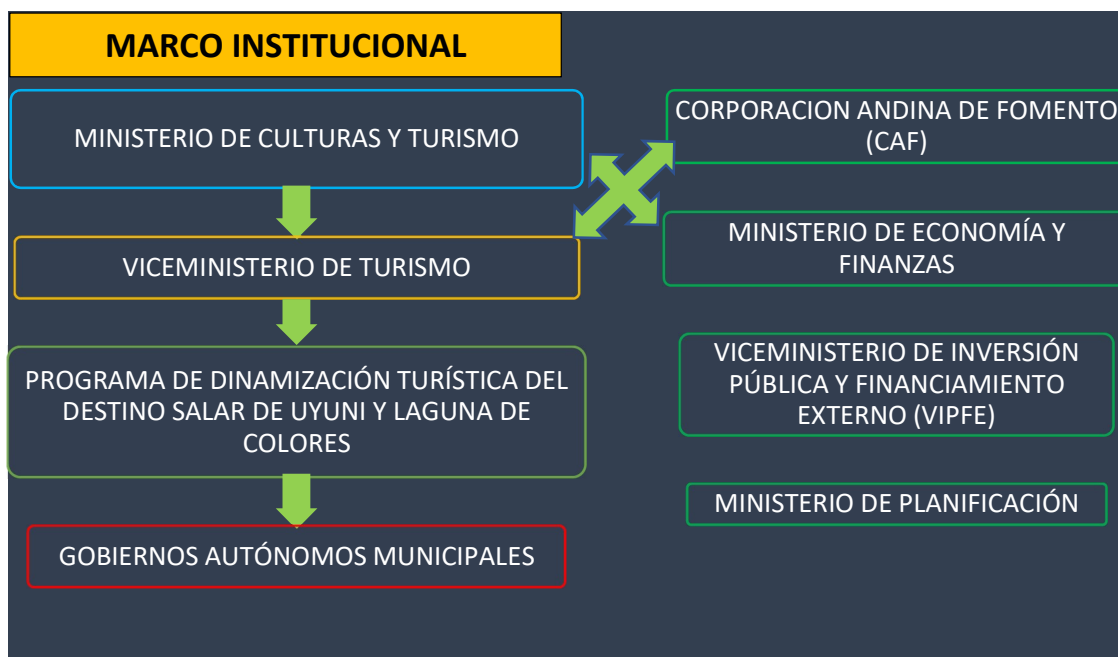 MARCO INSTITUCIONAL
MINISTERIO DE CULTURAS Y TURISMO
VICEMINISTERIO DE TURISMO
PROGRAMA DE DINAMIZACIÓN TURÍSTICA DEL
DESTINO SALAR DE UYUNI Y LAGUNA DE
COLORES
GOBIERNOS AUTÓNOMOS MUNICIPALES
CORPORACION ANDINA DE FOMENTO
(CAF)
MINISTERIO DE ECONOMÍA Y
FINANZAS
VICEMINISTERIO DE INVERSIÓN
PÚBLICA Y FINANCIAMIENTO
EXTERNO (VIPFE)
MINISTERIO DE PLANIFICACIÓN